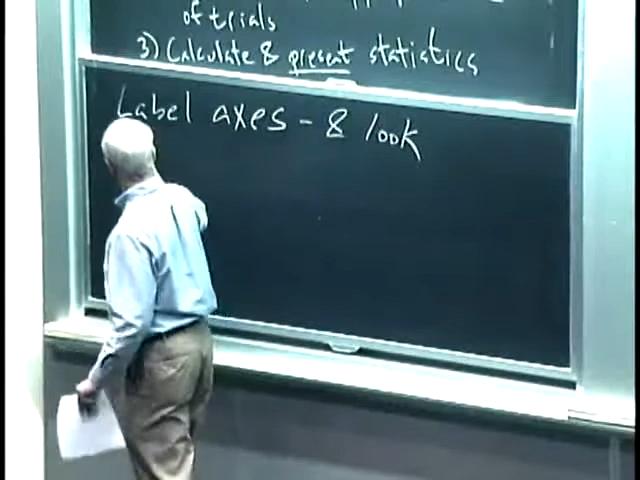 of trials
3) Calculate & present statistics
Label axes - & look